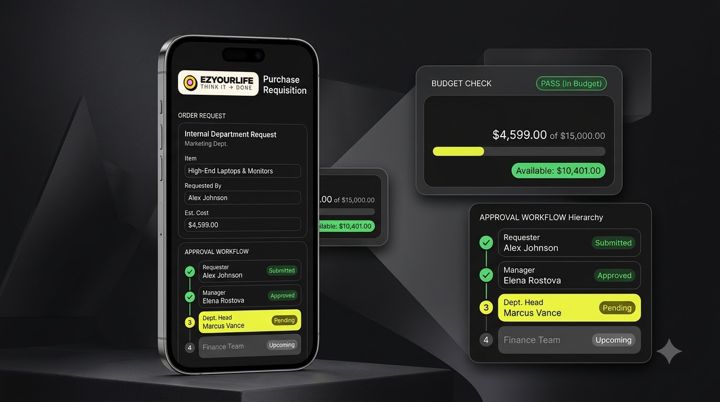 EZYOURLIFE
THINK IT → DONE
Purchase
Requisition
ORDER REQUEST
Internal Department Request
Marketing Dept.
Item
High-End Laptops & Monitors
Requested By
Alex Johnson
Est. Cost
$4,599.00
APPROVAL WORKFLOW
Requester
Alex Johnson
Submitted
Manager
Elena Rostova
Approved
3
Dept. Head
Marcus Vance
Pending
4
Finance Team
Upcoming
.00 of $15,000.00
ilable: $10,401.00
BUDGET CHECK
PASS (in Budget)
$4,599.00 of $15,000.00
Available: $10,401.00
APPROVAL WORKFLOW Hierarchy
Requester
Alex Johnson
Submitted
Manager
Elena Rostova
Approved
3
Dept. Head
Marcus Vance
Pending
4
Finance Team
Upcoming